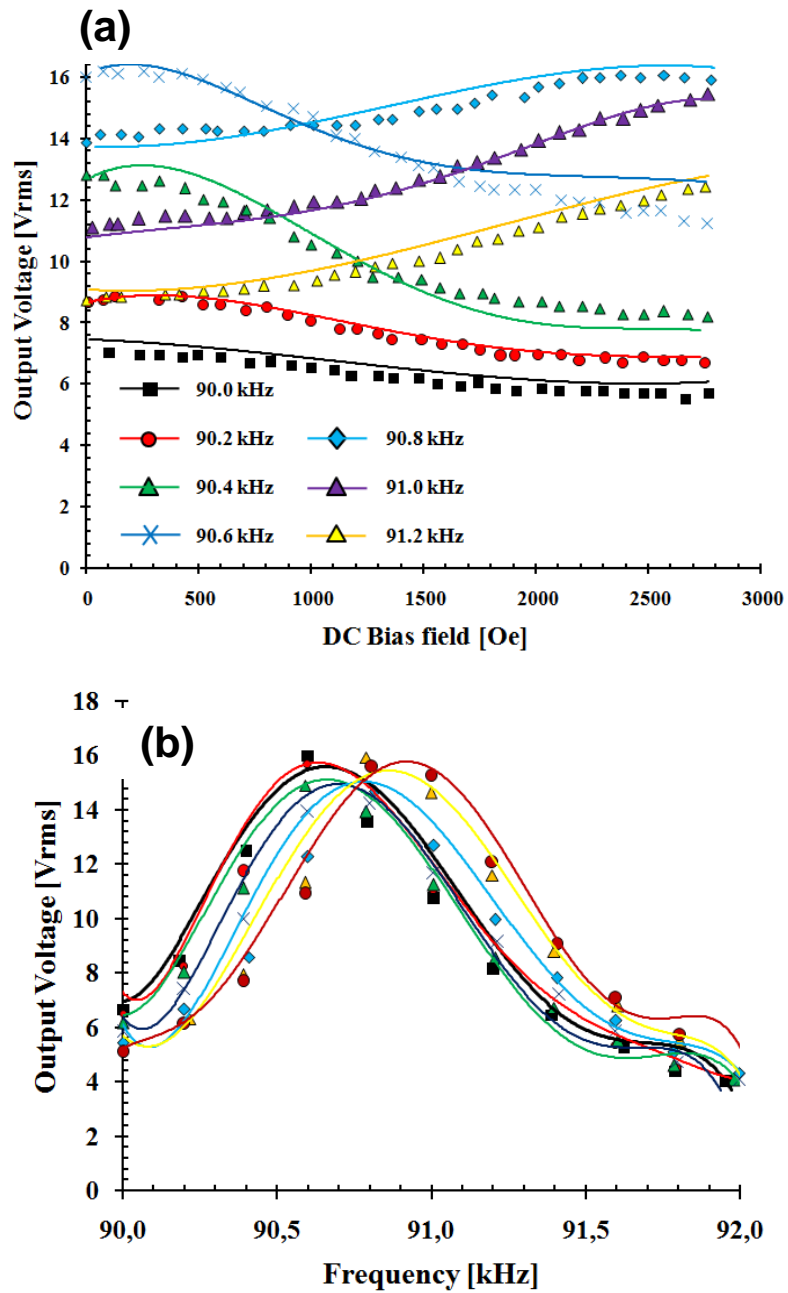 (a)
Output Voltage [Vrms]
16
14
12
10
8
6
4
2
0
90.0 kHz
90.2 kHz
90.8 kHz
90.4 kHz
91.0 kHz
90.6 kHz
91.2 kHz
0 500 1000 1500 2000 2500 3000
DC Bias field [Oe]
(b)
Output Voltage [Vrms]
18
16
14
12
10
8
6
4
2
0
90,0 90,5 91,0 91,5 92,0
Frequency [kHz]